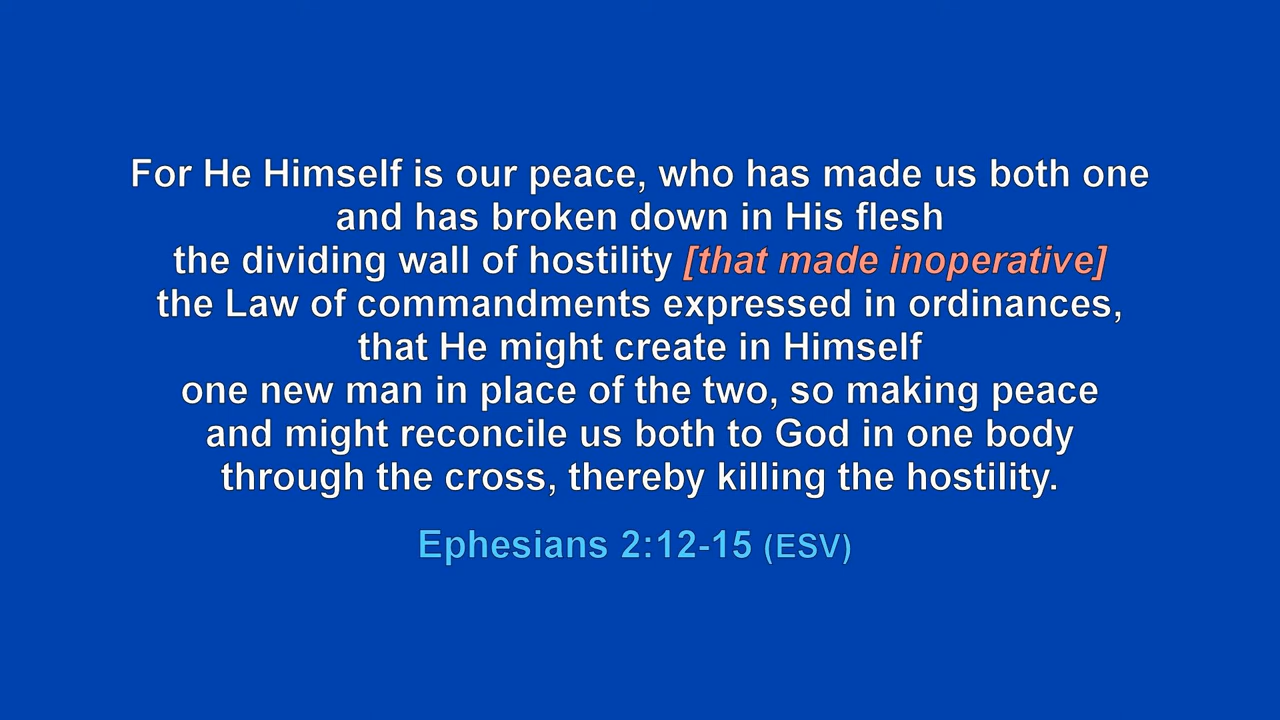 For He Himself is our peace, who has made us both one
and has broken down in His flesh
the dividing wall of hostility [that made inoperative]
the Law of commandments expressed in ordinances,
that He might create in Himself
one new man in place of the two, so making peace
and might reconcile us both to God in one body
through the cross, thereby killing the hostility.
Ephesians 2:12-15 (ESV)